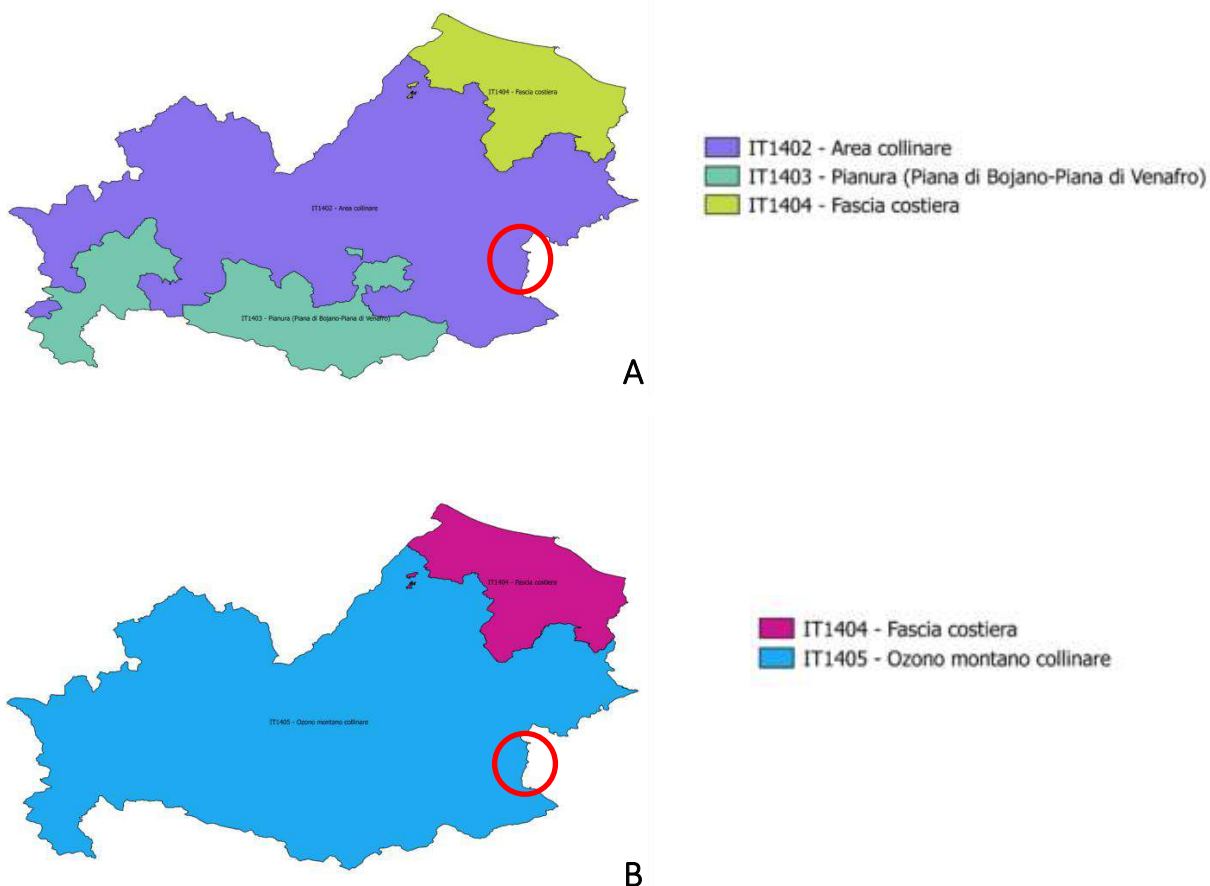 IT1404 - Fascia costiera
IT1402 - Area collinare
IT1403 - Pianura (Piana di Bojano-Piana di Venafro)
IT1402 - Area collinare
IT1403 - Pianura (Piana di Bojano-Piana di Venafro)
IT1404 - Fascia costiera
A
IT1404 - Fascia costiera
IT1405 - Ozono montano collinare
IT1404 - Fascia costiera
IT1405 - Ozono montano collinare
B